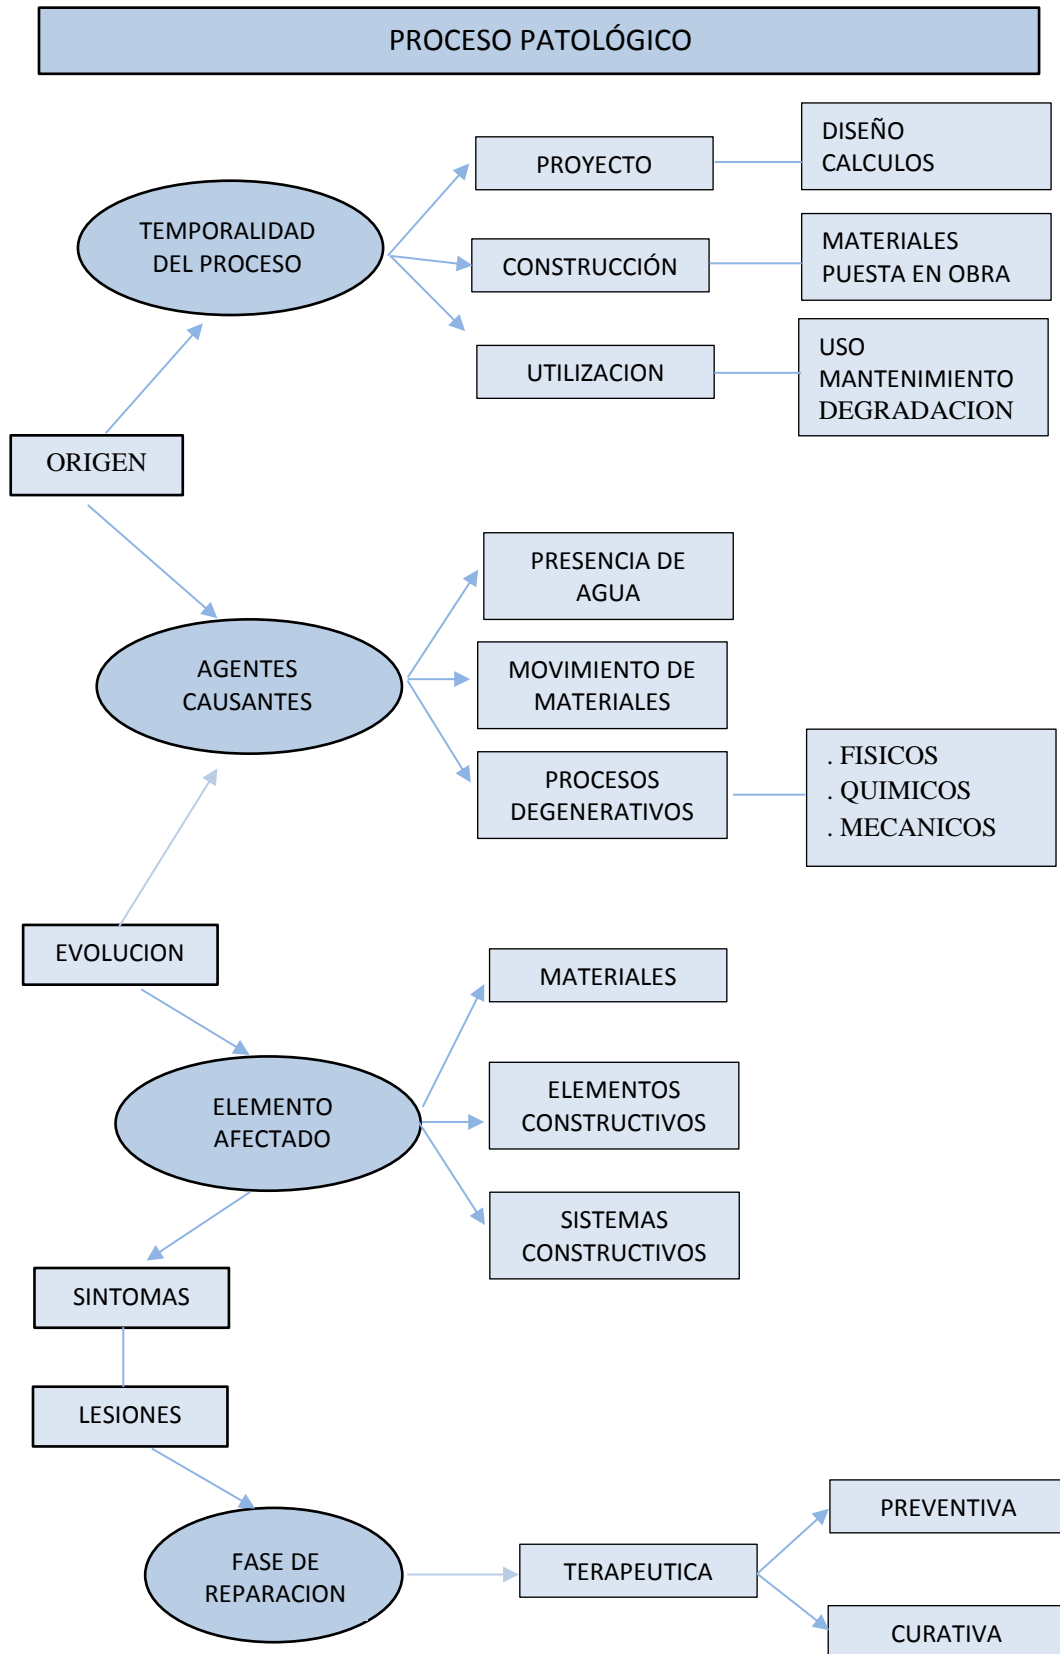 PROCESO PATOLÓGICO
TEMPORALIDAD
DEL PROCESO
PROYECTO
DISEÑO
CALCULOS
CONSTRUCCIÓN
MATERIALES
PUESTA EN OBRA
UTILIZACION
USO
MANTENIMIENTO
DEGRADACION
ORIGEN
AGENTES
CAUSANTES
PRESENCIA DE
AGUA
MOVIMIENTO DE
MATERIALES
PROCESOS
DEGENERATIVOS
. FISICOS
. QUIMICOS
. MECANICOS
EVOLUCION
ELEMENTO
AFECTADO
MATERIALES
ELEMENTOS
CONSTRUCTIVOS
SISTEMAS
CONSTRUCTIVOS
SINTOMAS
LESIONES
FASE DE
REPARACION
TERAPEUTICA
PREVENTIVA
CURATIVA